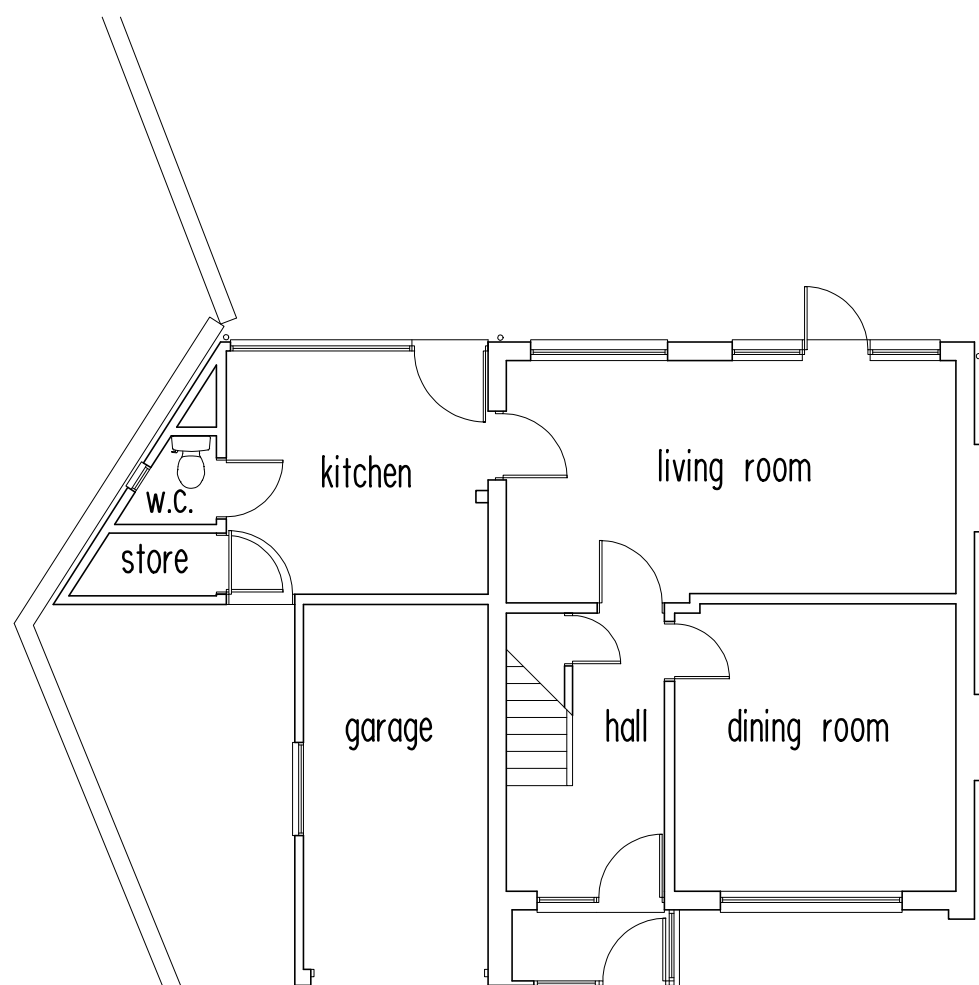 living room
kitchen
w.c.
store
garage
hall
dining room